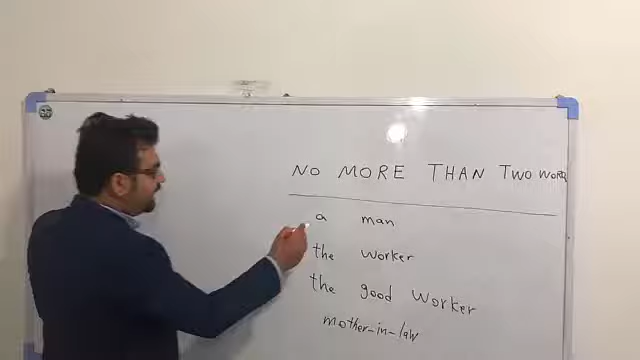 NO MORE THAN TWO WORDS
a man
the worker
the good worker
mother-in-law